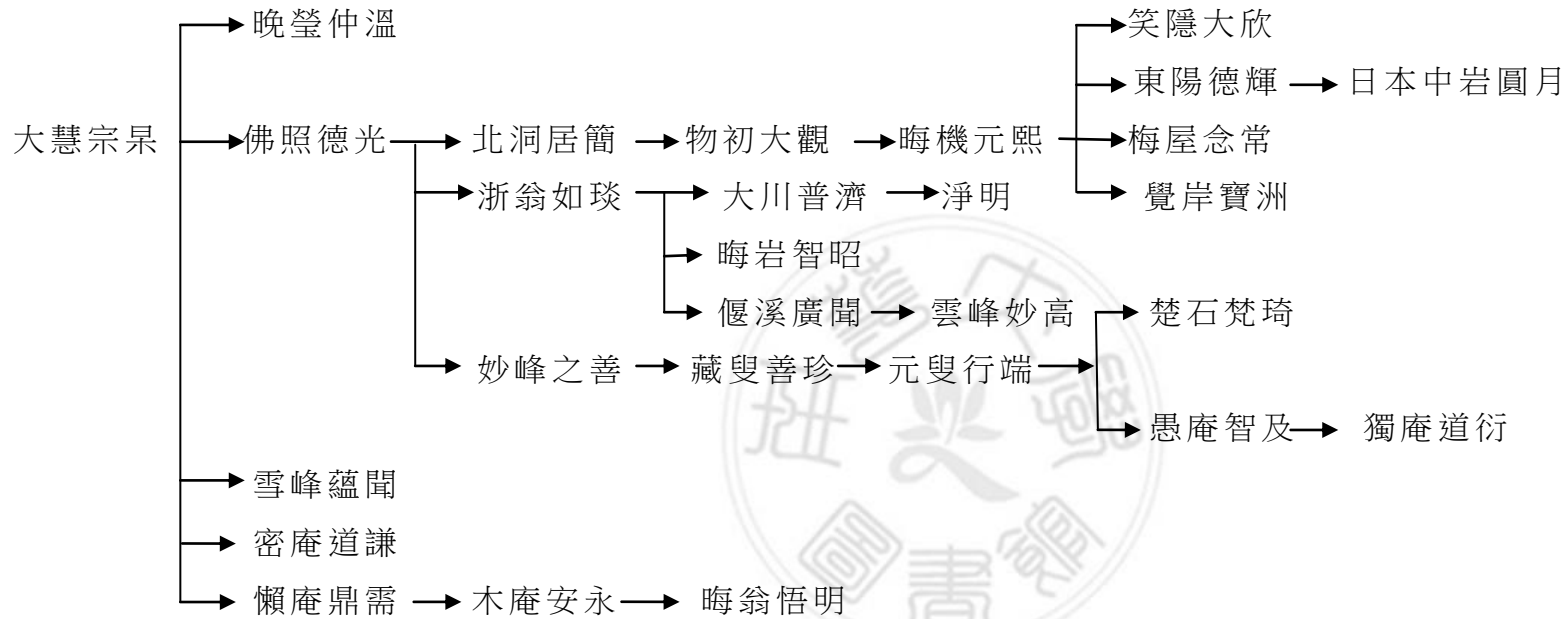 晚瑩仲溫
笑隱大欣
東陽德輝 日本中岩圓月
大慧宗杲 佛照德光 北洞居簡 物初大觀 晦機元熙 梅屋念常
浙翁如琰 大川普濟 淨明 覺岸寶洲
晦岩智昭
偃溪廣聞 雲峰妙高 楚石梵琦
妙峰之善 藏叟善珍 元叟行端
愚庵智及 獨庵道衍
雪峰蘊聞
密庵道謙
懶庵鼎需 木庵安永 晦翁悟明